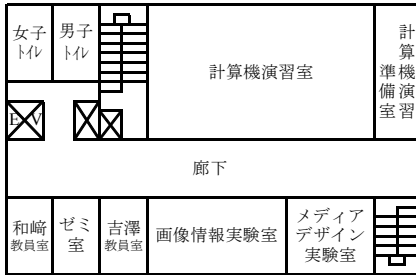 女子
トイレ
男子
トイレ
計算機演習室
計算機演習
準備室
EV
廊下
和﨑
教員室
ゼミ
室
吉澤
教員室
画像情報実験室
メディア
デザイン
実験室